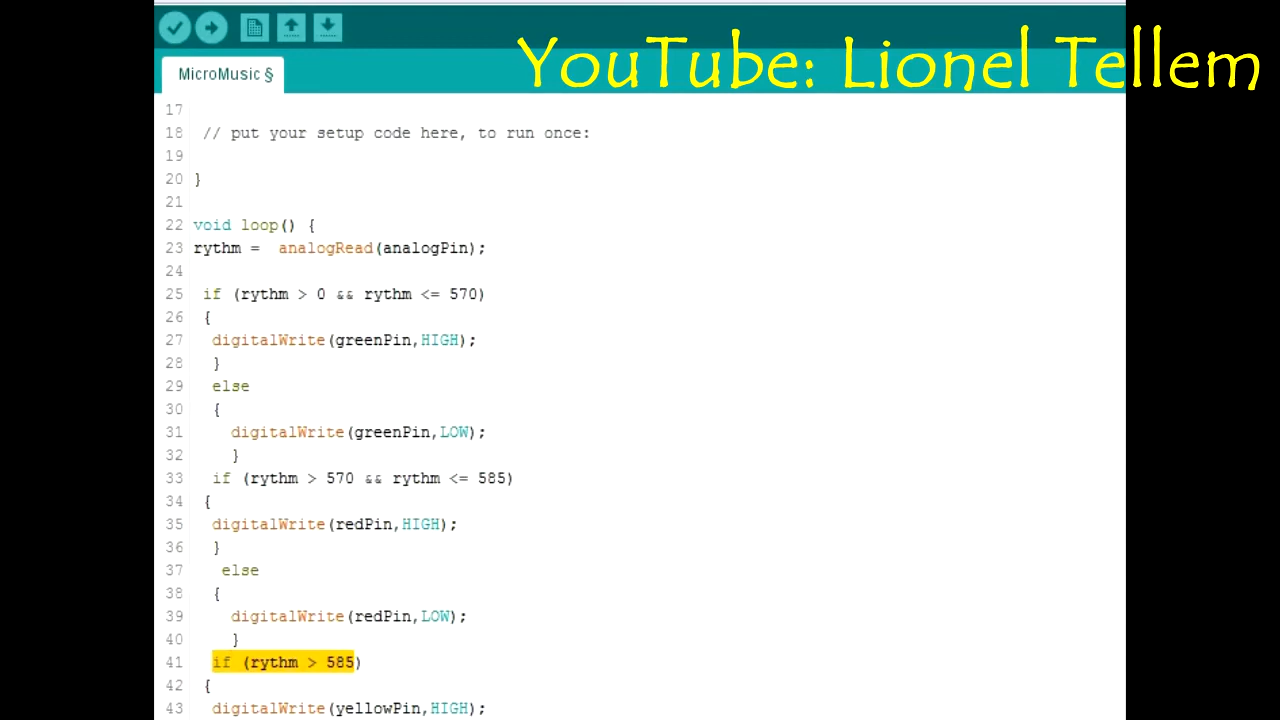 YouTube: Lionel Tellem
MicroMusic §
17
18 // put your setup code here, to run once:
19
20 }
21
22 void loop() {
23 rythm = analogRead(analogPin);
24
25 if (rythm > 0 && rythm <= 570)
26 {
27 digitalWrite(greenPin,HIGH);
28 }
29 else
30 {
31 digitalWrite(greenPin,LOW);
32 }
33 if (rythm > 570 && rythm <= 585)
34 {
35 digitalWrite(redPin,HIGH);
36 }
37 else
38 {
39 digitalWrite(redPin,LOW);
40 }
41 if (rythm > 585)
42 {
43 digitalWrite(yellowPin,HIGH);